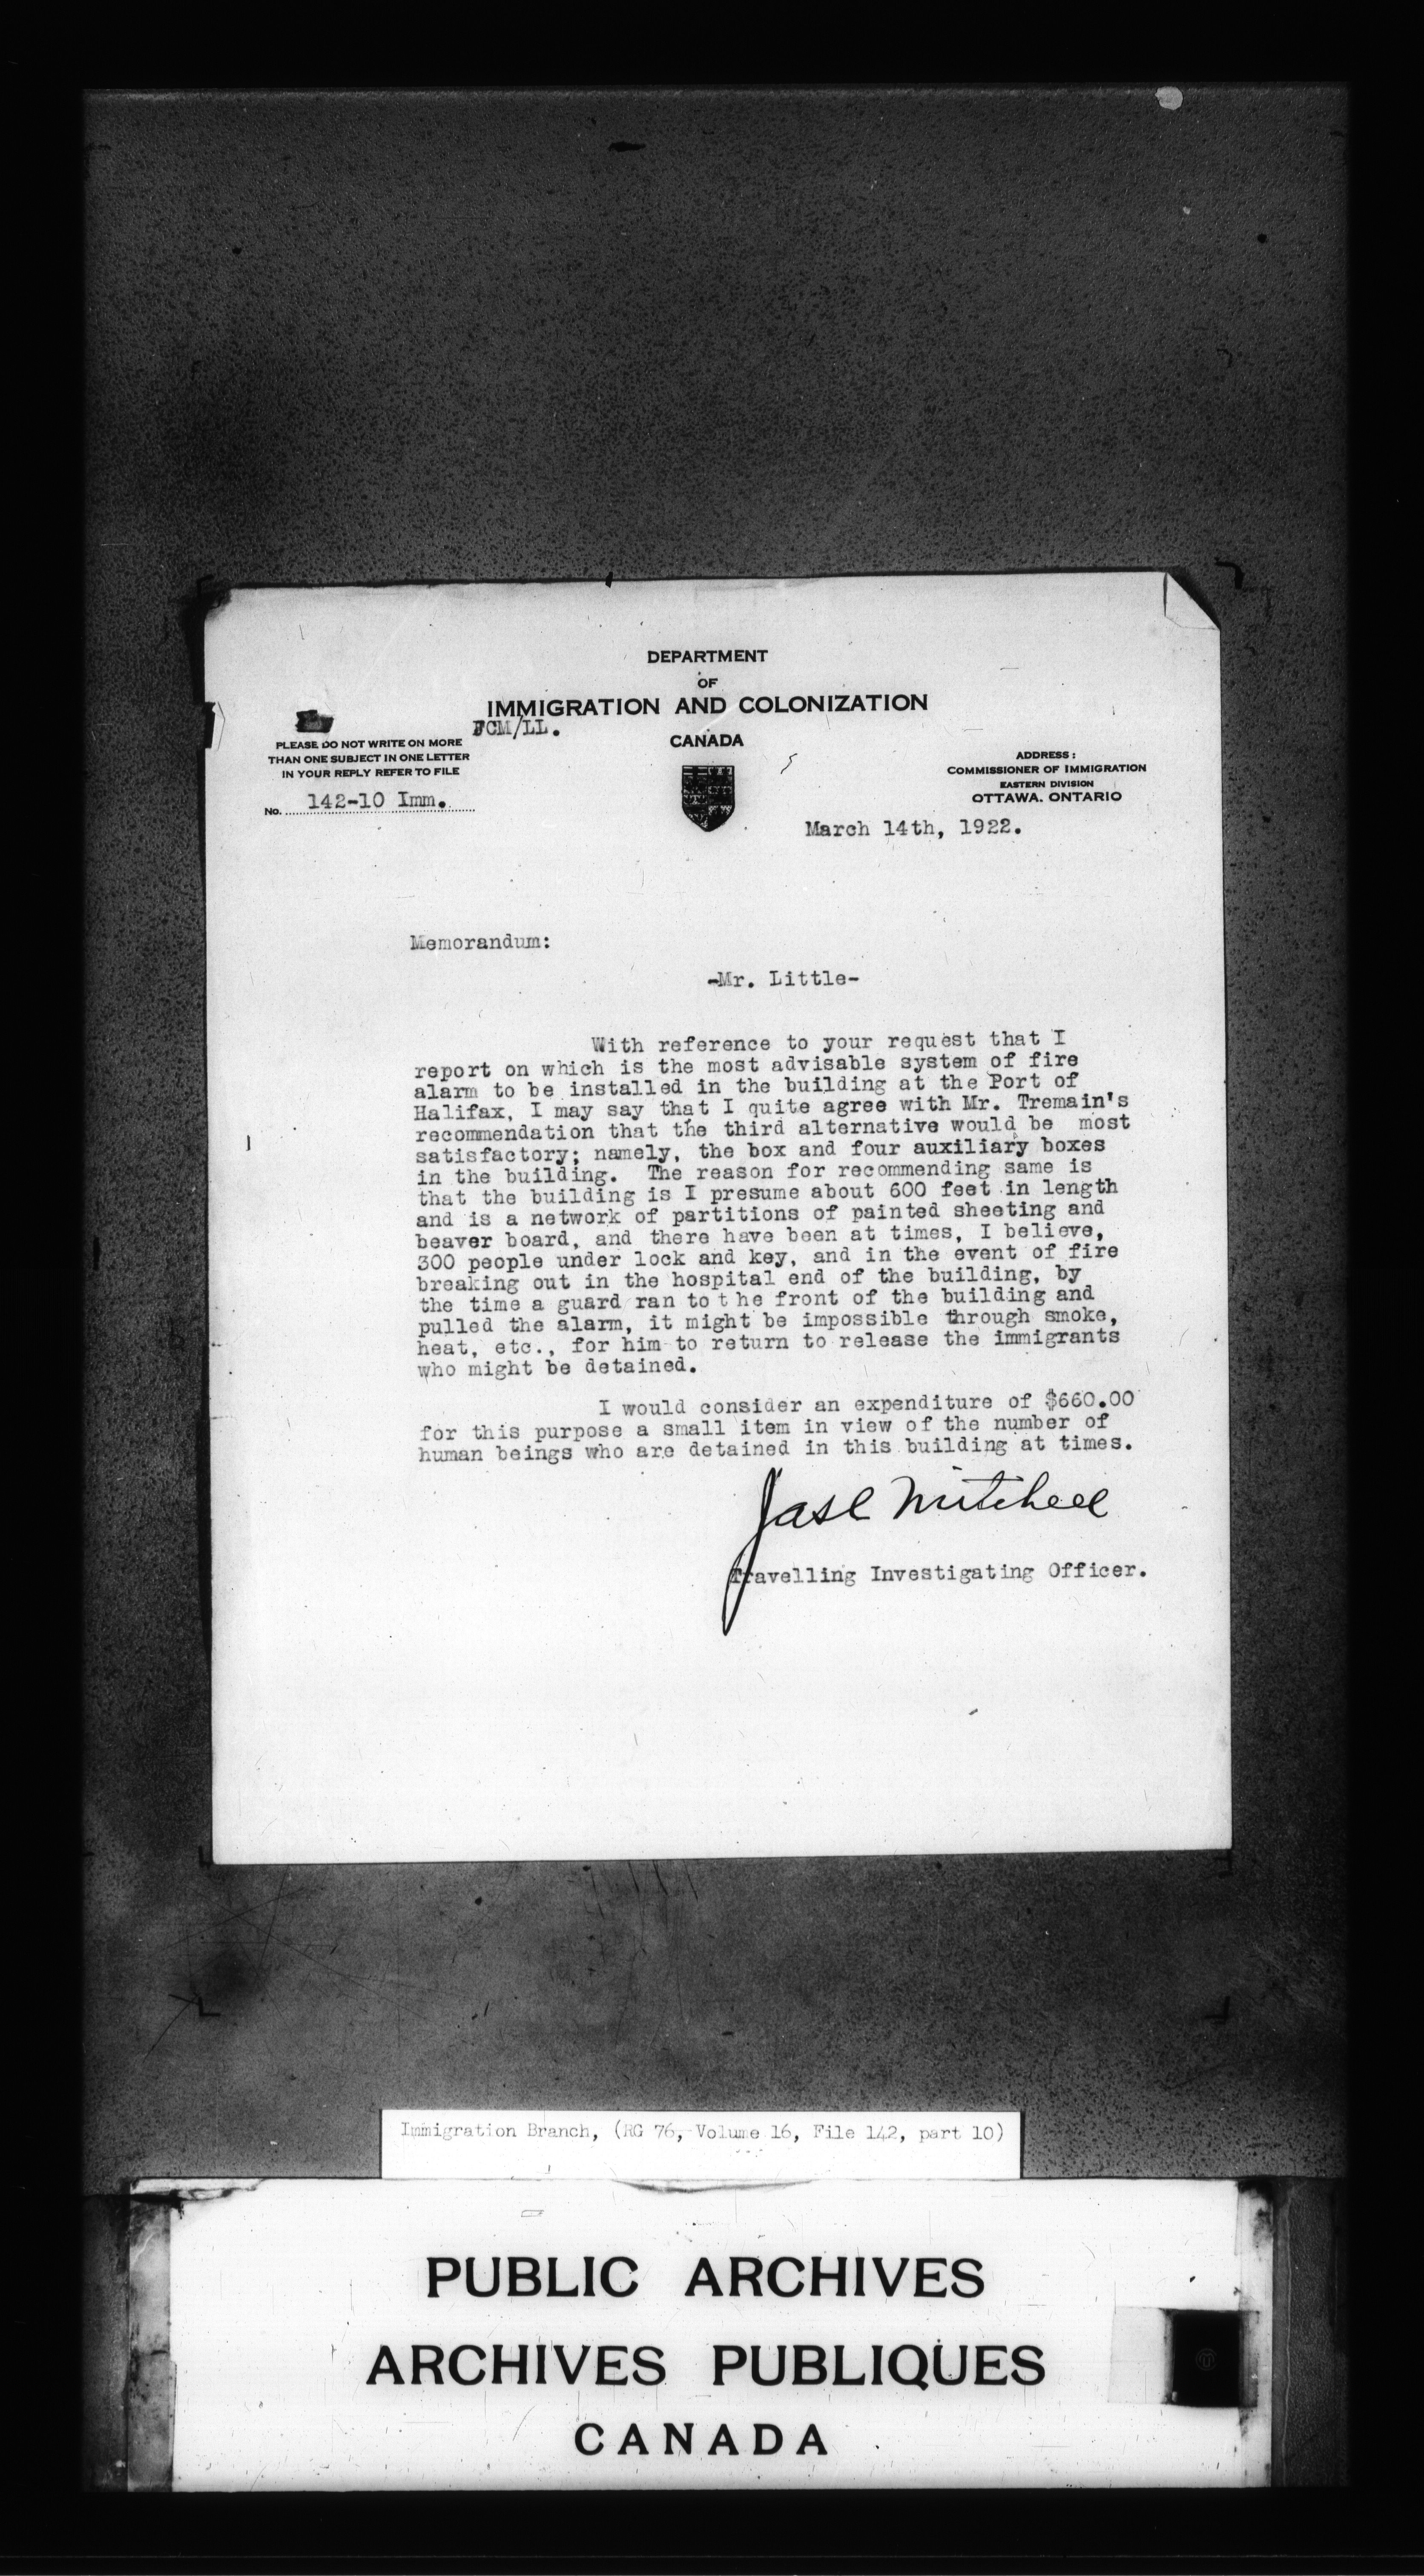 DEPARTMENT
OF
IMMIGRATION AND COLONIZATION
FCM/LL.
CANADA
PLEASE DO NOT WRITE ON MORE
THAN ONE SUBJECT IN ONE LETTER
IN YOUR REPLY REFER TO FILE
No. 142-10 Imm.
ADDRESS:
COMMISSIONER OF IMMIGRATION
EASTERN DIVISION
OTTAWA. ONTARIO
March 14th, 1922.
Memorandum:
-Mr. Little-
With reference to your request that I
report on which is the most advisable system of fire
alarm to be installed in the building at the Port of
Halifax, I may say that I quite agree with Mr. Tremain's
recommendation that the third alternative would be most
satisfactory; namely, the box and four auxiliary boxes
in the building. The reason for recommending same is
that the building is I presume about 600 feet in length
and is a network of partitions of painted sheeting and
beaver board, and there have been at times, I believe,
300 people under lock and key, and in the event of fire
breaking out in the hospital end of the building, by
the time a guard ran to t he front of the building and
pulled the alarm, it might be impossible through smoke,
heat, etc., for him to return to release the immigrants
who might be detained.
I would consider an expenditure of $660.00
for this purpose a small item in view of the number of
human beings who are detained in this building at times.
Jas Mitchell
Travelling Investigating Officer.
Immigration Branch, (RG 76, Volume 16, File 142, part 10)
PUBLIC ARCHIVES
ARCHIVES PUBLIQUES
CANADA